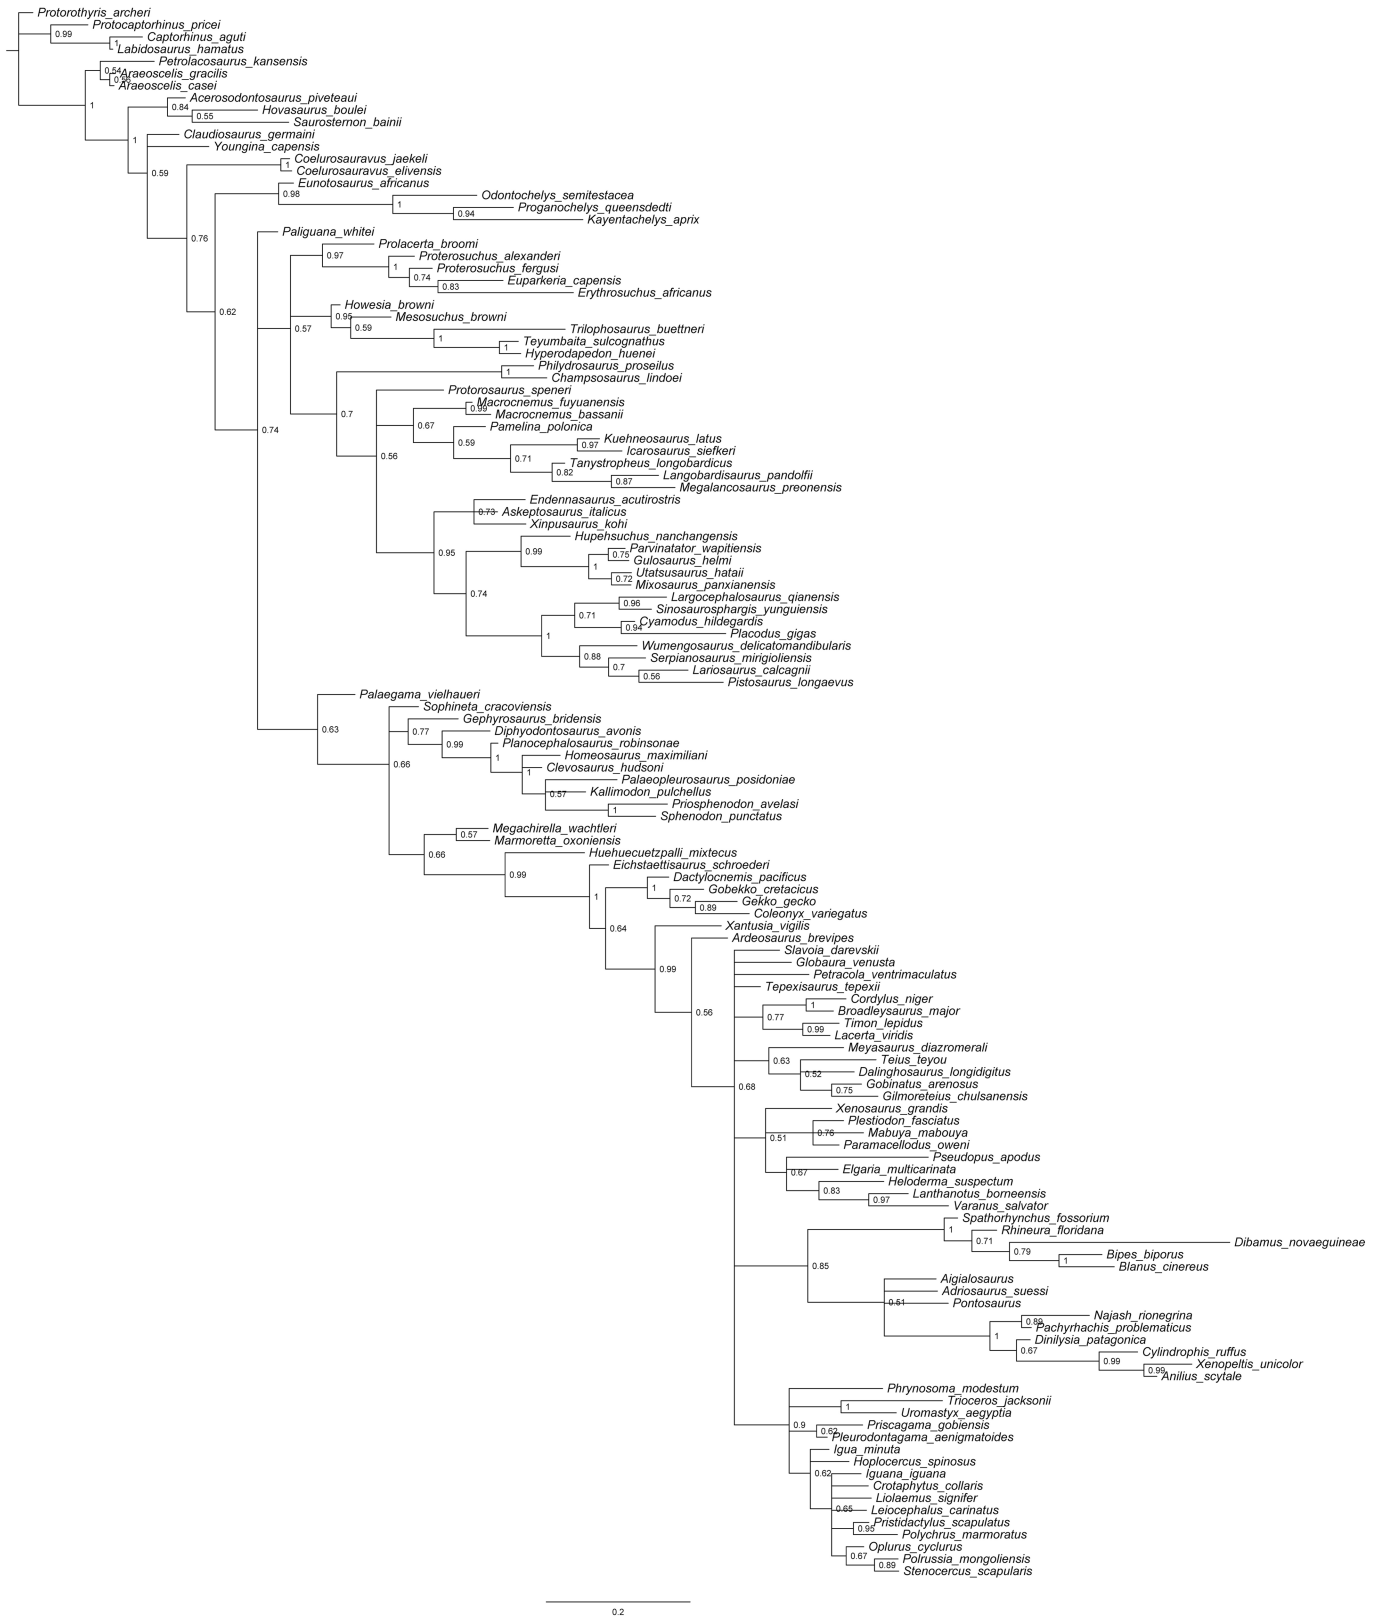 Protorothyris_archeri
Protocaptorhinus_pricei
0.99
Captorhinus_aguti
1
Labidosaurus_hamatus
Petrolacosaurus_kansensis
0.54
Araeoscelis_gracilis
Araeoscelis_casei
1
Acerosodontosaurus_piveteaui
0.84
Hovasaurus_boulei
0.55
Saurosternon_bainii
1
Claudiosaurus_germaini
Youngina_capensis
0.59
Coelurosauravus_jaekeli
1
Coelurosauravus_elivensis
0.76
Eunotosaurus_africanus
0.98
Odontochelys_semitestacea
1
Proganochelys_queensdedti
0.94
Kayentachelys_aprix
0.62
Paliguana_whitei
Prolacerta_broomi
0.97
Proterosuchus_alexanderi
1
Proterosuchus_fergusi
0.74
Euparkeria_capensis
0.83
Erythrosuchus_africanus
0.57
Howesia_browni
0.95
Mesosuchus_browni
0.59
Trilophosaurus_buettneri
1
Teyumbaita_sulcognathus
1
Hyperodapedon_huenei
Philydrosaurus_proseilus
1
Champsosaurus_lindoei
0.7
Protorosaurus_speneri
Macrocnemus_fuyuanensis
0.99
Macrocnemus_bassanii
0.67
Pamelina_polonica
0.59
Kuehneosaurus_latus
0.97
Icarosaurus_siefkeri
0.71
Tanystropheus_longobardicus
0.82
Langobardisaurus_pandolfii
0.87
Megalancosaurus_preonensis
0.74
0.56
Endennasaurus_acutirostris
0.73
Askeptosaurus_italicus
Xinpusaurus_kohi
0.95
Hupehsuchus_nanchangensis
0.99
Parvinatator_wapitiensis
0.75
Gulosaurus_helmi
1
Utatsusaurus_hataii
0.72
Mixosaurus_panxianensis
0.74
Largocephalosaurus_qianensis
0.96
Sinosaurosphargis_yunguiensis
0.71
Cyamodus_hildegardis
0.94
Placodus_gigas
1
Wumengosaurus_delicatomandibularis
0.88
Serpianosaurus_mirigioliensis
0.7
Lariosaurus_calcagnii
0.56
Pistosaurus_longaevus
Palaegama_vielhaueri
0.63
Sophineta_cracoviensis
Gephyrosaurus_bridensis
0.77
Diphyodontosaurus_avonis
0.99
Planocephalosaurus_robinsonae
1
Homeosaurus_maximiliani
1
Clevosaurus_hudsoni
Palaeopleurosaurus_posidoniae
0.57
Kallimodon_pulchellus
Priosphenodon_avelasi
1
Sphenodon_punctatus
0.66
Megachirella_wachtleri
0.57
Marmoretta_oxoniensis
0.66
Huehuecuetzpalli_mixtecus
0.99
Eichstaettisaurus_schroederi
1
Dactylocnemis_pacificus
1
Gobekko_cretacicus
0.72
Gekko_gecko
0.89
Coleonyx_variegatus
0.64
Xantusia_vigilis
0.99
Ardeosaurus_brevipes
0.56
Slavoia_darevskii
Globaura_venusta
Petracola_ventrimaculatus
Tepexisaurus_tepexii
Cordylus_niger
1
Broadleysaurus_major
0.77
Timon_lepidus
0.99
Lacerta_viridis
Meyasaurus_diazromerali
0.63
Teius_teyou
0.52
Dalinghosaurus_longidigitus
Gobinatus_arenosus
0.75
Gilmoreteius_chulsanensis
0.68
Xenosaurus_grandis
Plestiodon_fasciatus
0.51
0.76
Mabuya_mabouya
Paramacellodus_oweni
Pseudopus_apodus
0.67
Elgaria_multicarinata
Heloderma_suspectum
0.83
Lanthanotus_borneensis
0.97
Varanus_salvator
Spathorhynchus_fossorium
1
Rhineura_floridana
0.71
Dibamus_novaeguineae
0.79
Bipes_biporus
1
Blanus_cinereus
0.85
Aigialosaurus
Adriosaurus_suessi
0.51
Pontosaurus
Najash_rionegrina
0.89
Pachyrhachis_problematicus
1
Dinilysia_patagonica
0.67
Cylindrophis_ruffus
0.99
Xenopeltis_unicolor
0.99
Anilius_scytale
Phrynosoma_modestum
Trioceros_jacksonii
1
Uromastyx_aegyptia
0.9
Priscagama_gobiensis
0.62
Pleurodontagama_aenigmatoides
Igua_minuta
Hoplocercus_spinosus
0.62
Iguana_iguana
Crotaphytus_collaris
Liolaemus_signifer
0.65
Leiocephalus_carinatus
Pristidactylus_scapulatus
0.95
Polychrus_marmoratus
Oplurus_cyclurus
0.67
Polrussia_mongoliensis
0.89
Stenocercus_scapularis
0.2